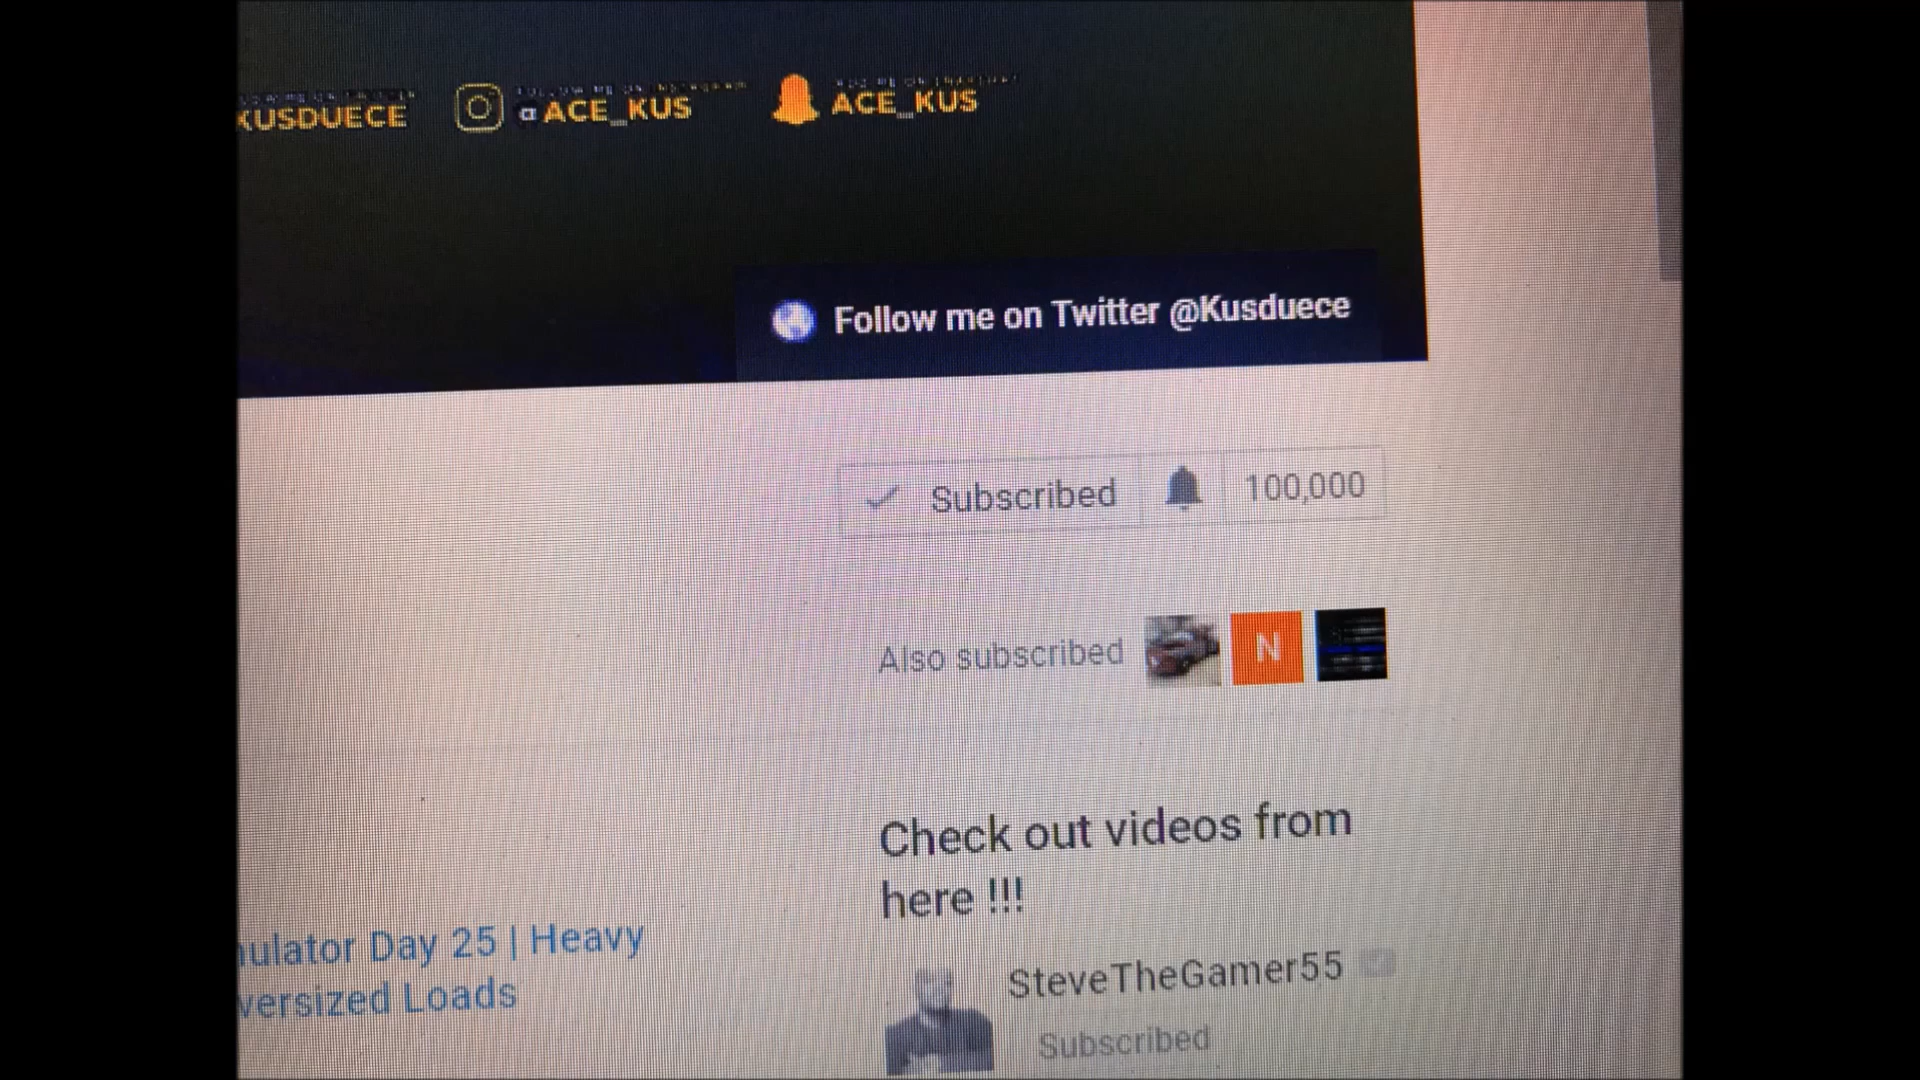 KUSDUECE @ACE_KUS ACE_KUS
Follow me on Twitter @Kusduece
Subscribed 100,000
Also subscribed N
Check out videos from
here !!!
ulator Day 25 | Heavy
versized Loads
SteveTheGamer55
Subscribed